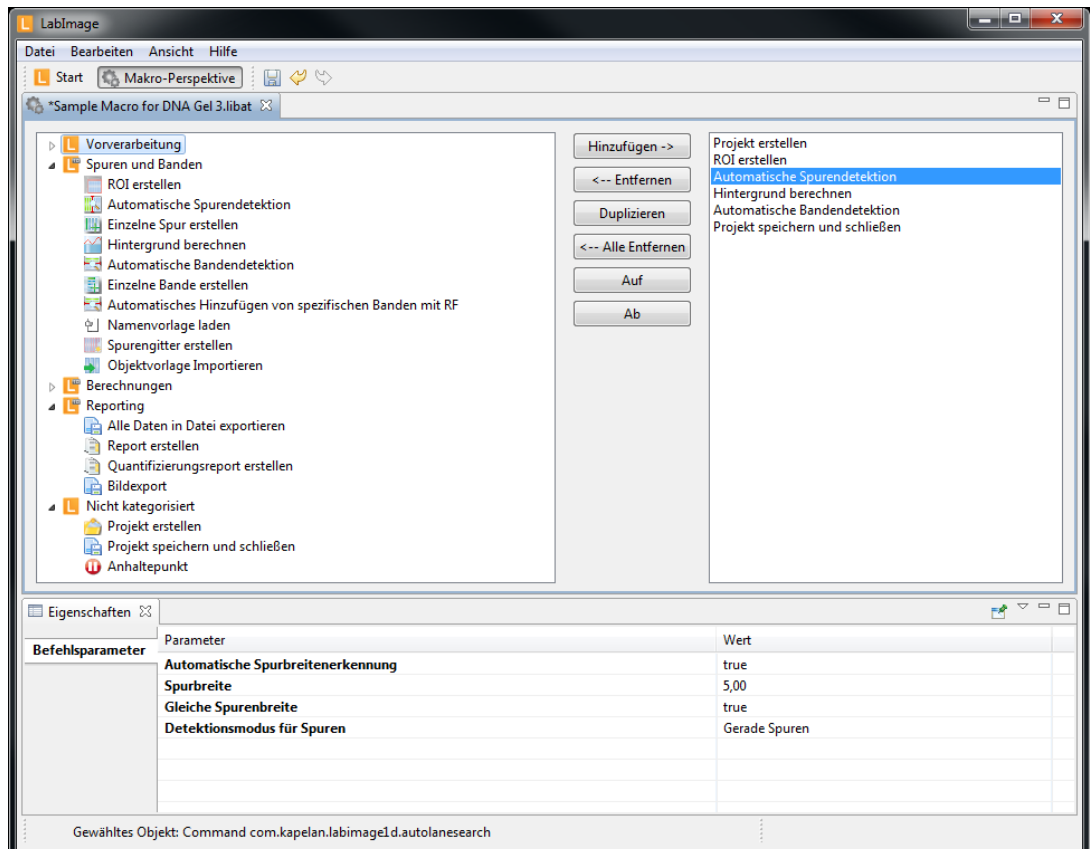 LabImage
Datei Bearbeiten Ansicht Hilfe
Start Makro-Perspektive
*Sample Macro for DNA Gel 3.libat
Vorverarbeitung
Spuren und Banden
ROI erstellen
Automatische Spurendetektion
Einzelne Spur erstellen
Hintergrund berechnen
Automatische Bandendetektion
Einzelne Bande erstellen
Automatisches Hinzufügen von spezifischen Banden mit RF
Namenvorlage laden
Spurengitter erstellen
Objektvorlage Importieren
Berechnungen
Reporting
Alle Daten in Datei exportieren
Report erstellen
Quantifizierungsreport erstellen
Bildexport
Nicht kategorisiert
Projekt erstellen
Projekt speichern und schließen
Anhaltepunkt
Hinzufügen ->
<-- Entfernen
Duplizieren
<-- Alle Entfernen
Auf
Ab
Projekt erstellen
ROI erstellen
Automatische Spurendetektion
Hintergrund berechnen
Automatische Bandendetektion
Projekt speichern und schließen
Eigenschaften
Befehlsparameter
Parameter Wert
Automatische Spurbreitenerkennung true
Spurbreite 5,00
Gleiche Spurenbreite true
Detektionsmodus für Spuren Gerade Spuren
Gewähltes Objekt: Command com.kapelan.labimage1d.autolanesearch